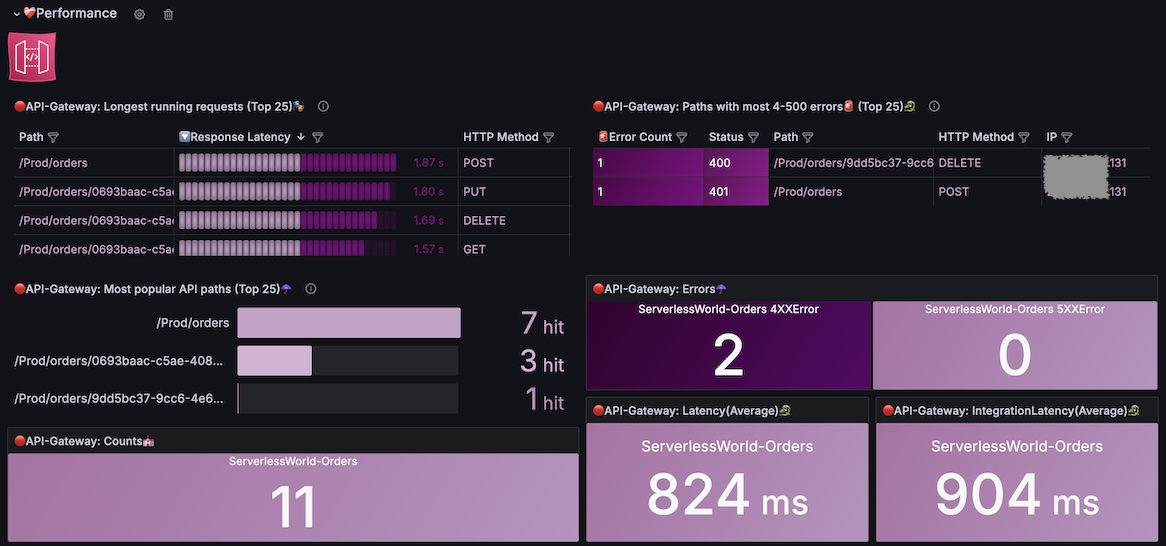 ❤️‍🩹Performance
</>
🔴API-Gateway: Longest running requests (Top 25)
Path
🔽Response Latency ↓
HTTP Method
/Prod/orders
1.87 s
POST
/Prod/orders/0693baac-c5a
1.80 s
PUT
/Prod/orders/0693baac-c5a
1.69 s
DELETE
/Prod/orders/0693baac-c5a
1.57 s
GET
🔴API-Gateway: Paths with most 4-500 errors🚨 (Top 25)🐲
🚨Error Count
Status
Path
HTTP Method
IP
1
400
/Prod/orders/9dd5bc37-9cc6
DELETE
131
1
401
/Prod/orders
POST
131
🔴API-Gateway: Most popular API paths (Top 25)☂️
/Prod/orders
7 hit
/Prod/orders/0693baac-c5ae-408...
3 hit
/Prod/orders/9dd5bc37-9cc6-4e6...
1 hit
🔴API-Gateway: Errors☂️
ServerlessWorld-Orders 4XXError
2
ServerlessWorld-Orders 5XXError
0
🔴API-Gateway: Counts🏰
ServerlessWorld-Orders
11
🔴API-Gateway: Latency(Average)🐲
ServerlessWorld-Orders
824 ms
🔴API-Gateway: IntegrationLatency(Average)🐲
ServerlessWorld-Orders
904 ms